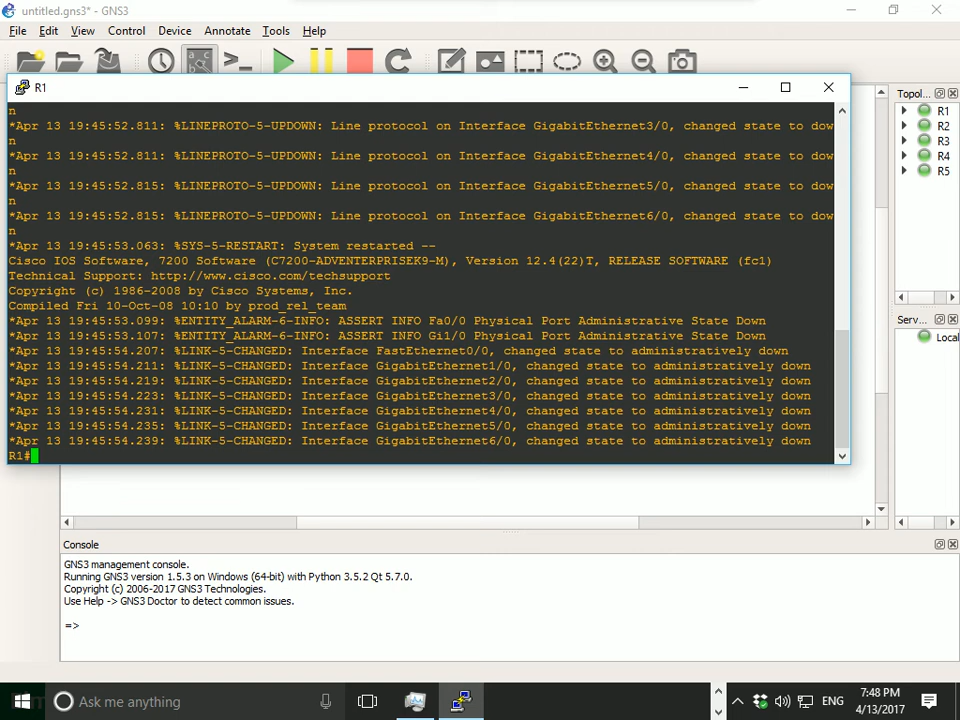 untitled.gns3* - GNS3
File Edit View Control Device Annotate Tools Help
R1
n
*Apr 13 19:45:52.811: %LINEPROTO-5-UPDOWN: Line protocol on Interface GigabitEthernet3/0, changed state to dow
n
*Apr 13 19:45:52.811: %LINEPROTO-5-UPDOWN: Line protocol on Interface GigabitEthernet4/0, changed state to dow
n
*Apr 13 19:45:52.815: %LINEPROTO-5-UPDOWN: Line protocol on Interface GigabitEthernet5/0, changed state to dow
n
*Apr 13 19:45:52.815: %LINEPROTO-5-UPDOWN: Line protocol on Interface GigabitEthernet6/0, changed state to dow
n
*Apr 13 19:45:53.063: %SYS-5-RESTART: System restarted --
Cisco IOS Software, 7200 Software (C7200-ADVENTERPRISEK9-M), Version 12.4(22)T, RELEASE SOFTWARE (fc1)
Technical Support: http://www.cisco.com/techsupport
Copyright (c) 1986-2008 by Cisco Systems, Inc.
Compiled Fri 10-Oct-08 10:10 by prod_rel_team
*Apr 13 19:45:53.099: %ENTITY_ALARM-6-INFO: ASSERT INFO Fa0/0 Physical Port Administrative State Down
*Apr 13 19:45:53.107: %ENTITY_ALARM-6-INFO: ASSERT INFO Gi1/0 Physical Port Administrative State Down
*Apr 13 19:45:54.207: %LINK-5-CHANGED: Interface FastEthernet0/0, changed state to administratively down
*Apr 13 19:45:54.211: %LINK-5-CHANGED: Interface GigabitEthernet1/0, changed state to administratively down
*Apr 13 19:45:54.219: %LINK-5-CHANGED: Interface GigabitEthernet2/0, changed state to administratively down
*Apr 13 19:45:54.223: %LINK-5-CHANGED: Interface GigabitEthernet3/0, changed state to administratively down
*Apr 13 19:45:54.231: %LINK-5-CHANGED: Interface GigabitEthernet4/0, changed state to administratively down
*Apr 13 19:45:54.235: %LINK-5-CHANGED: Interface GigabitEthernet5/0, changed state to administratively down
*Apr 13 19:45:54.239: %LINK-5-CHANGED: Interface GigabitEthernet6/0, changed state to administratively down
R1#
Topol...
R1
R2
R3
R4
R5
Serv...
Local
Console
GNS3 management console.
Running GNS3 version 1.5.3 on Windows (64-bit) with Python 3.5.2 Qt 5.7.0.
Copyright (c) 2006-2017 GNS3 Technologies.
Use Help -> GNS3 Doctor to detect common issues.
=>
Ask me anything
ENG
7:48 PM
4/13/2017